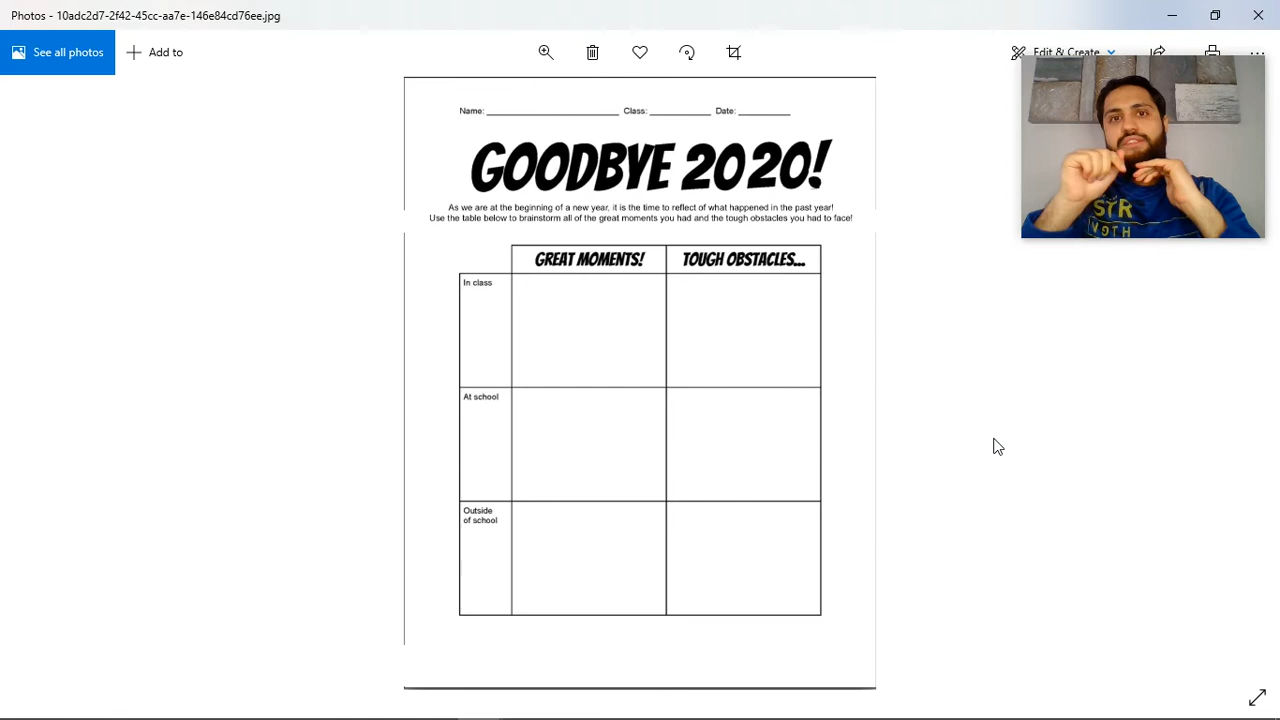 Photos - 10adc2d7-2f42-45cc-aa7e-146e84cd76ee.jpg
See all photos
Add to
Edit & Create
Name: Class: Date:
GOODBYE 2020!
As we are at the beginning of a new year, it is the time to reflect of what happened in the past year!
Use the table below to brainstorm all of the great moments you had and the tough obstacles you had to face!
GREAT MOMENTS! TOUGH OBSTACLES...
In class
At school
Outside
of school